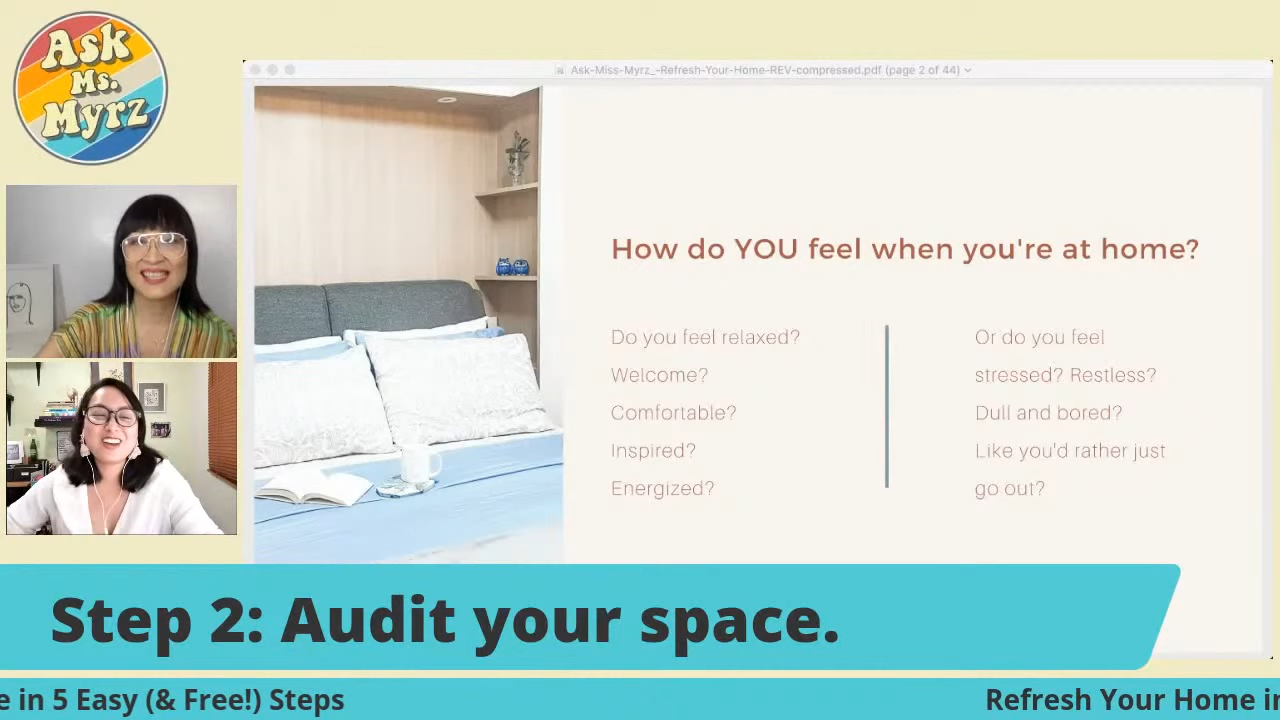 Ask
Ms.
Myrz
Ask-Miss-Myrz_-Refresh-Your-Home-REV-compressed.pdf (page 2 of 44)
How do YOU feel when you're at home?
Do you feel relaxed?
Welcome?
Comfortable?
Inspired?
Energized?
Or do you feel
stressed? Restless?
Dull and bored?
Like you'd rather just
go out?
Step 2: Audit your space.
e in 5 Easy (& Free!) Steps
Refresh Your Home in